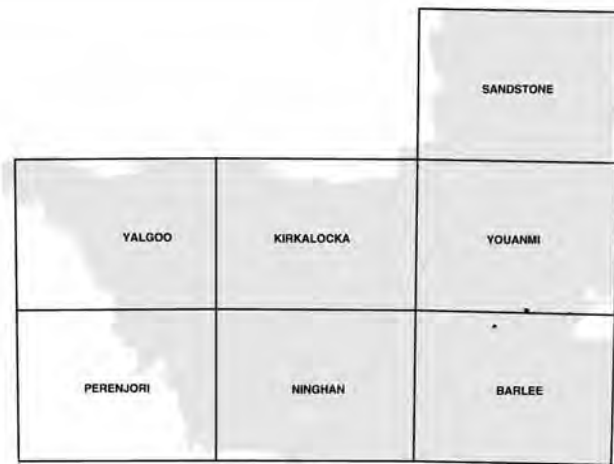 SANDSTONE
YALGOO KIRKALOCKA YOUANMI
PERENJORI NINGHAN BARLEE